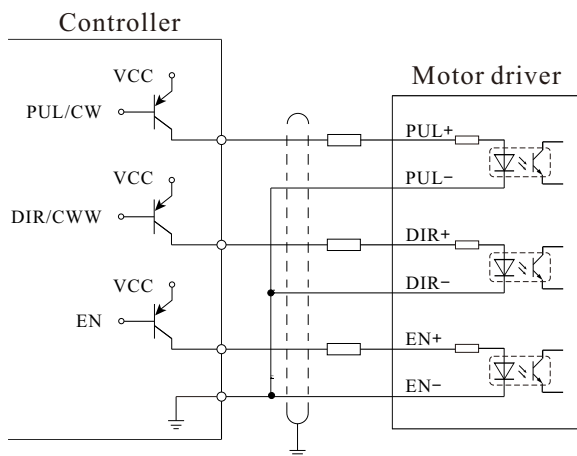 Controller
Motor driver
VCC
PUL/CW
PUL+
PUL−
VCC
DIR/CWW
DIR+
DIR−
VCC
EN
EN+
EN−